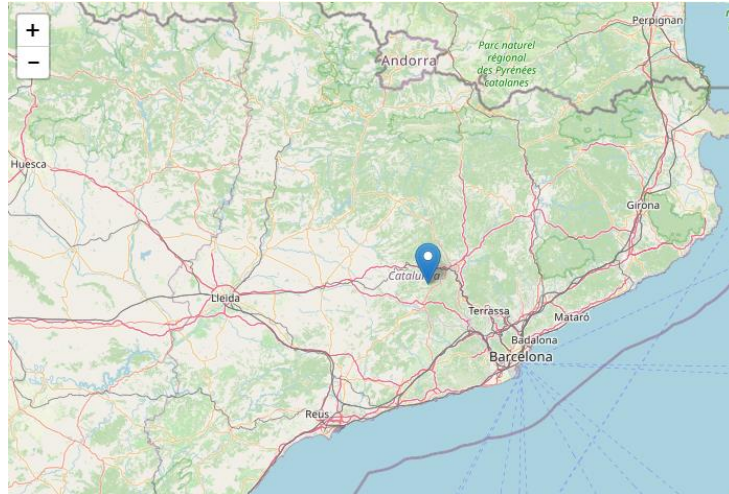 +
−
Perpignan
Andorra
Parc naturel
régional
des Pyrénées
catalanes
Huesca
Girona
Lleida
Terrassa
Mataró
Badalona
Barcelona
Reus